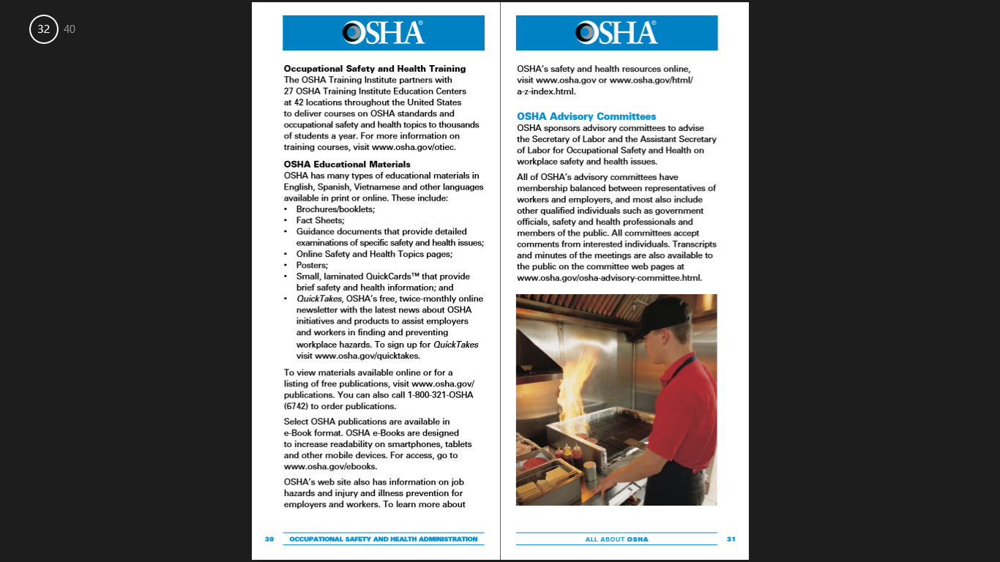 32 40
OSHA®
Occupational Safety and Health Training
The OSHA Training Institute partners with
27 OSHA Training Institute Education Centers
at 42 locations throughout the United States
to deliver courses on OSHA standards and
occupational safety and health topics to thousands
of students a year. For more information on
training courses, visit www.osha.gov/otiec.
OSHA Educational Materials
OSHA has many types of educational materials in
English, Spanish, Vietnamese and other languages
available in print or online. These include:
• Brochures/booklets;
• Fact Sheets;
• Guidance documents that provide detailed
examinations of specific safety and health issues;
• Online Safety and Health Topics pages;
• Posters;
• Small, laminated QuickCards™ that provide
brief safety and health information; and
• QuickTakes, OSHA’s free, twice-monthly online
newsletter with the latest news about OSHA
initiatives and products to assist employers
and workers in finding and preventing
workplace hazards. To sign up for QuickTakes
visit www.osha.gov/quicktakes.
To view materials available online or for a
listing of free publications, visit www.osha.gov/
publications. You can also call 1-800-321-OSHA
(6742) to order publications.
Select OSHA publications are available in
e-Book format. OSHA e-Books are designed
to increase readability on smartphones, tablets
and other mobile devices. For access, go to
www.osha.gov/ebooks.
OSHA’s web site also has information on job
hazards and injury and illness prevention for
employers and workers. To learn more about
30 OCCUPATIONAL SAFETY AND HEALTH ADMINISTRATION
OSHA®
OSHA’s safety and health resources online,
visit www.osha.gov or www.osha.gov/html/
a-z-index.html.
OSHA Advisory Committees
OSHA sponsors advisory committees to advise
the Secretary of Labor and the Assistant Secretary
of Labor for Occupational Safety and Health on
workplace safety and health issues.
All of OSHA’s advisory committees have
membership balanced between representatives of
workers and employers, and most also include
other qualified individuals such as government
officials, safety and health professionals and
members of the public. All committees accept
comments from interested individuals. Transcripts
and minutes of the meetings are also available to
the public on the committee web pages at
www.osha.gov/osha-advisory-committee.html.
ALL ABOUT OSHA 31